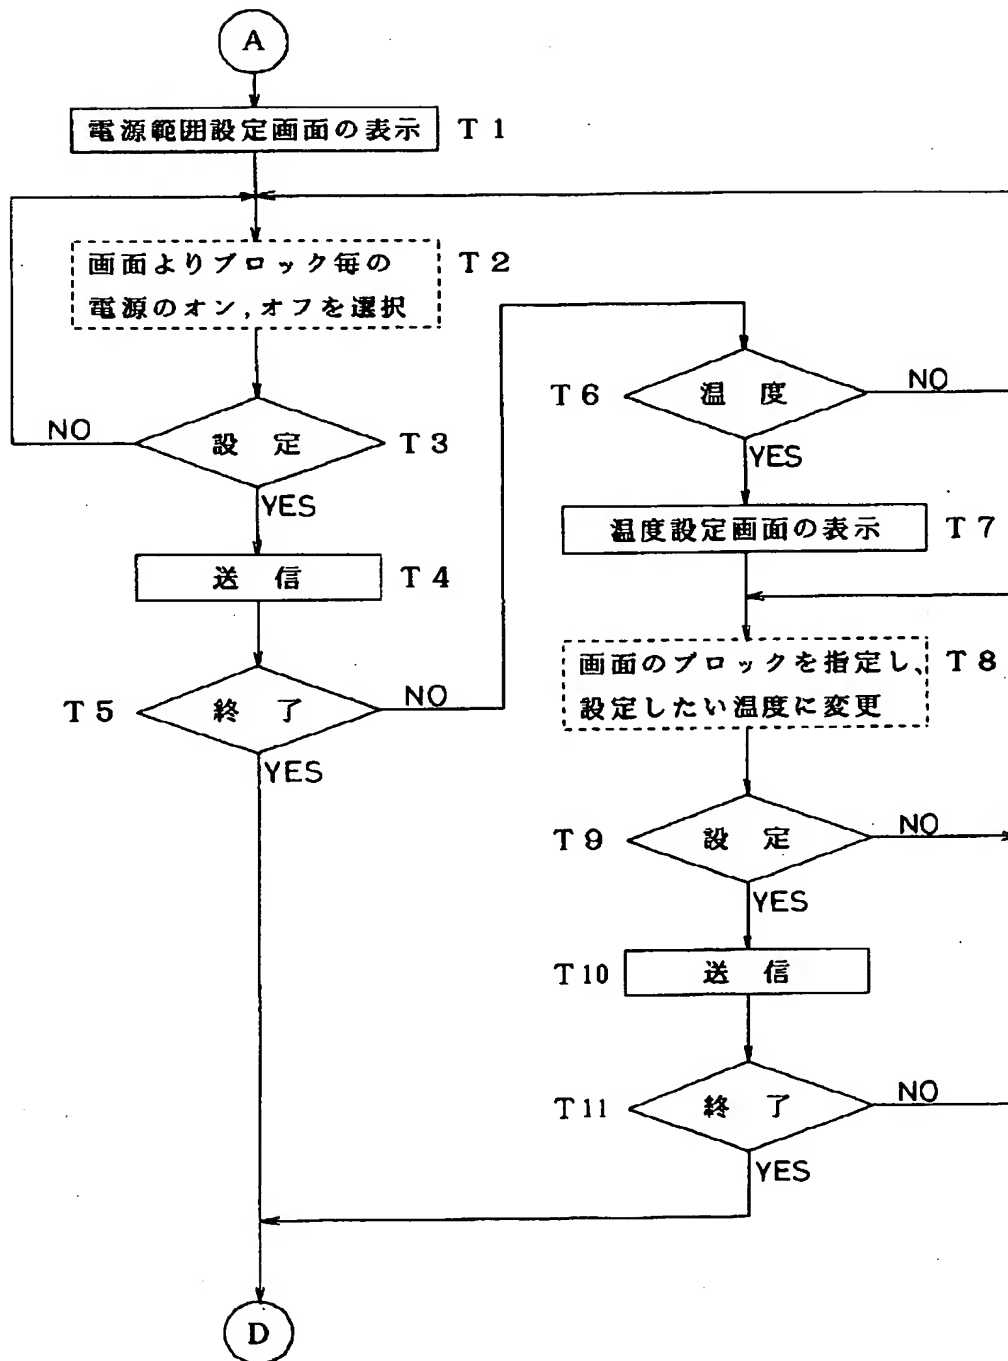 A
電源範囲設定画面の表示 T1
画面よりブロック毎の T2
電源のオン,オフを選択
NO 設定 T3
YES
送信 T4
T5 終了 NO
YES
T6 温度 NO
YES
温度設定画面の表示 T7
画面のブロックを指定し、 T8
設定したい温度に変更
T9 設定 NO
YES
T10 送信
T11 終了 NO
YES
D